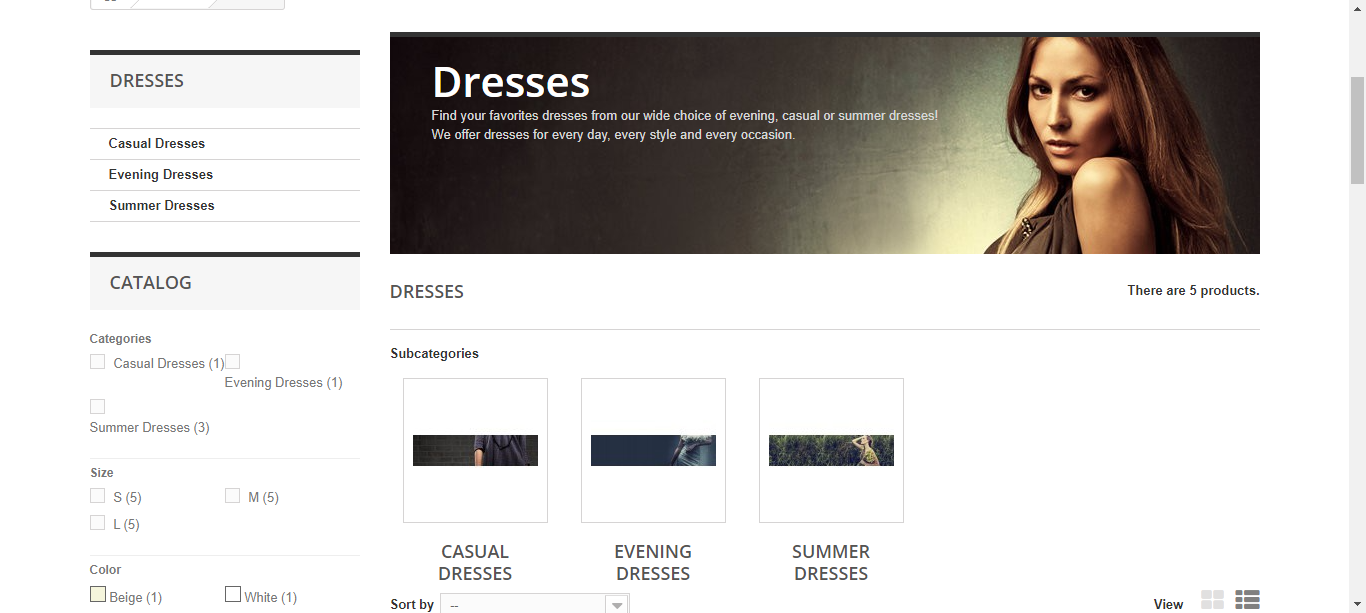 DRESSES
Casual Dresses
Evening Dresses
Summer Dresses
CATALOG
Categories
Casual Dresses (1)
Evening Dresses (1)
Summer Dresses (3)
Size
S (5)
M (5)
L (5)
Color
Beige (1)
White (1)
Dresses
Find your favorites dresses from our wide choice of evening, casual or summer dresses!
We offer dresses for every day, every style and every occasion.
DRESSES
There are 5 products.
Subcategories
CASUAL
DRESSES
EVENING
DRESSES
SUMMER
DRESSES
Sort by
--
View